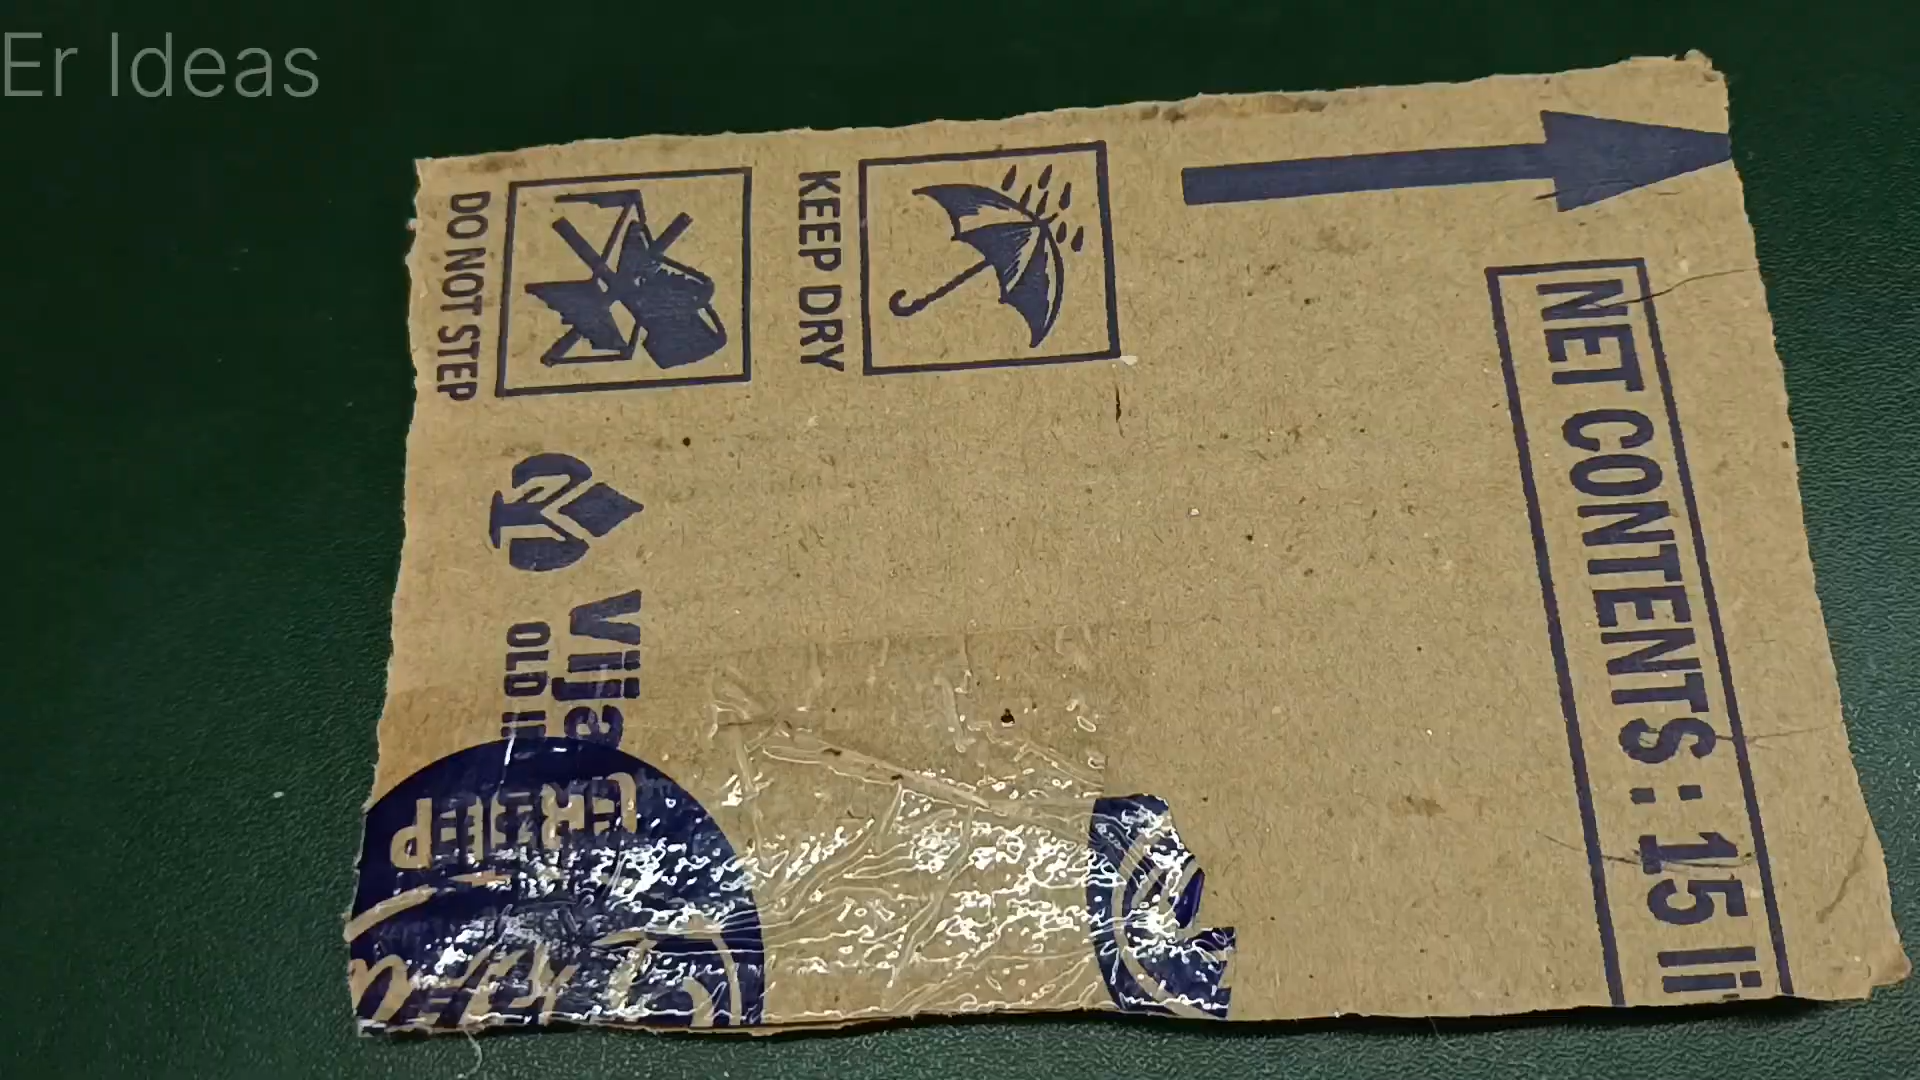 Er Ideas
NET CONTENTS : 15 li
KEEP DRY
DO NOT STEP
Vija
OLD